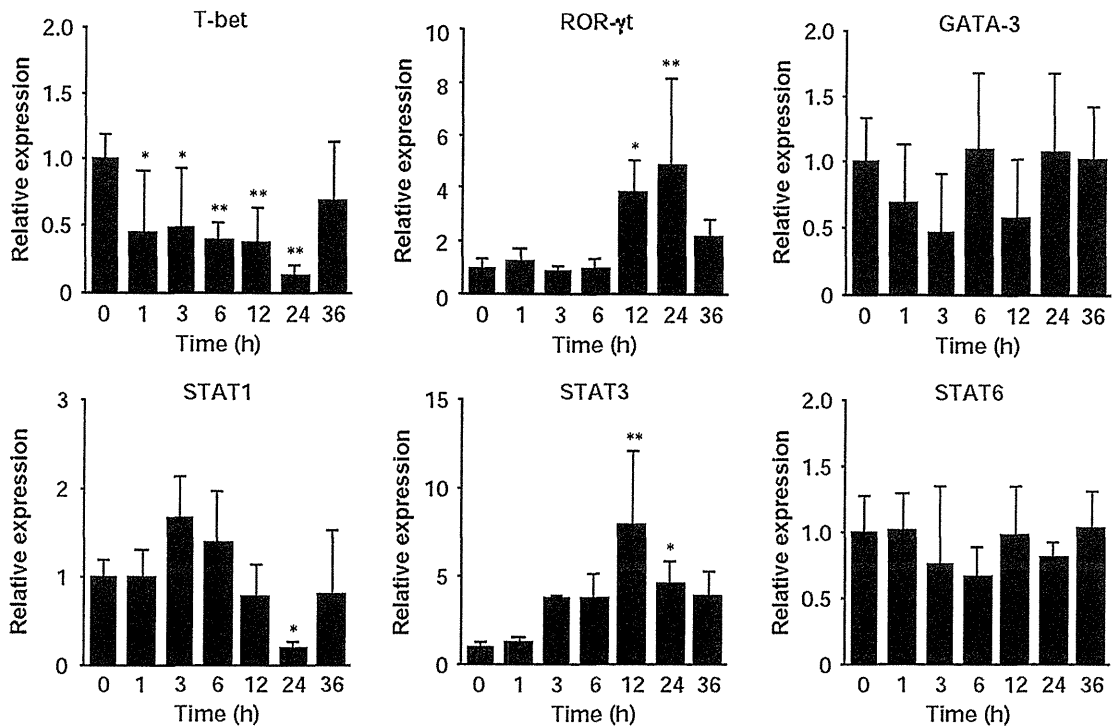 T-bet
Relative expression
2.0
1.5
1.0
0.5
0
* * ** ** **
0 1 3 6 12 24 36
Time (h)
ROR-γt
Relative expression
10
8
6
4
2
0
* **
0 1 3 6 12 24 36
Time (h)
GATA-3
Relative expression
2.0
1.5
1.0
0.5
0
0 1 3 6 12 24 36
Time (h)
STAT1
Relative expression
3
2
1
0
*
0 1 3 6 12 24 36
Time (h)
STAT3
Relative expression
15
10
5
0
** *
0 1 3 6 12 24 36
Time (h)
STAT6
Relative expression
2.0
1.5
1.0
0.5
0
0 1 3 6 12 24 36
Time (h)